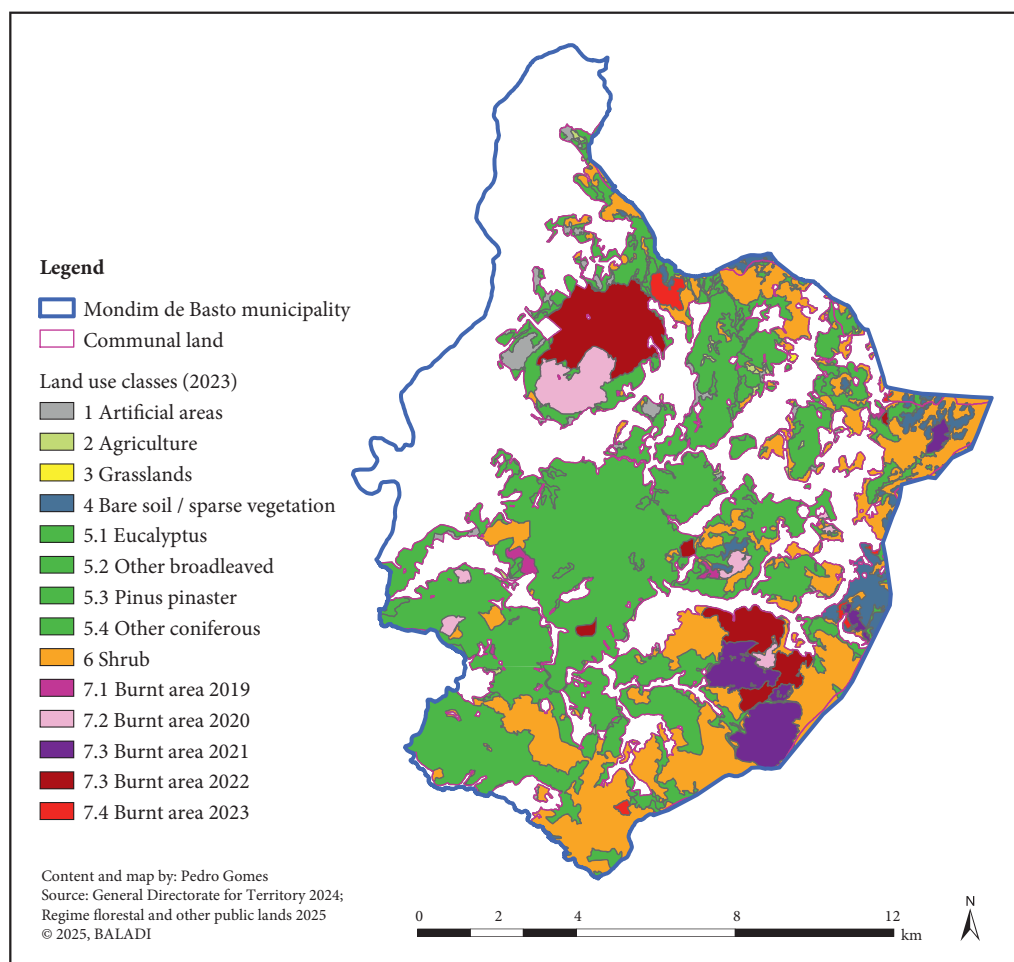 Legend
Mondim de Basto municipality
Communal land
Land use classes (2023)
1 Artificial areas
2 Agriculture
3 Grasslands
4 Bare soil / sparse vegetation
5.1 Eucalyptus
5.2 Other broadleaved
5.3 Pinus pinaster
5.4 Other coniferous
6 Shrub
7.1 Burnt area 2019
7.2 Burnt area 2020
7.3 Burnt area 2021
7.3 Burnt area 2022
7.4 Burnt area 2023
Content and map by: Pedro Gomes
Source: General Directorate for Territory 2024;
Regime florestal and other public lands 2025
© 2025, BALADI
0 2 4 8 12
km
N